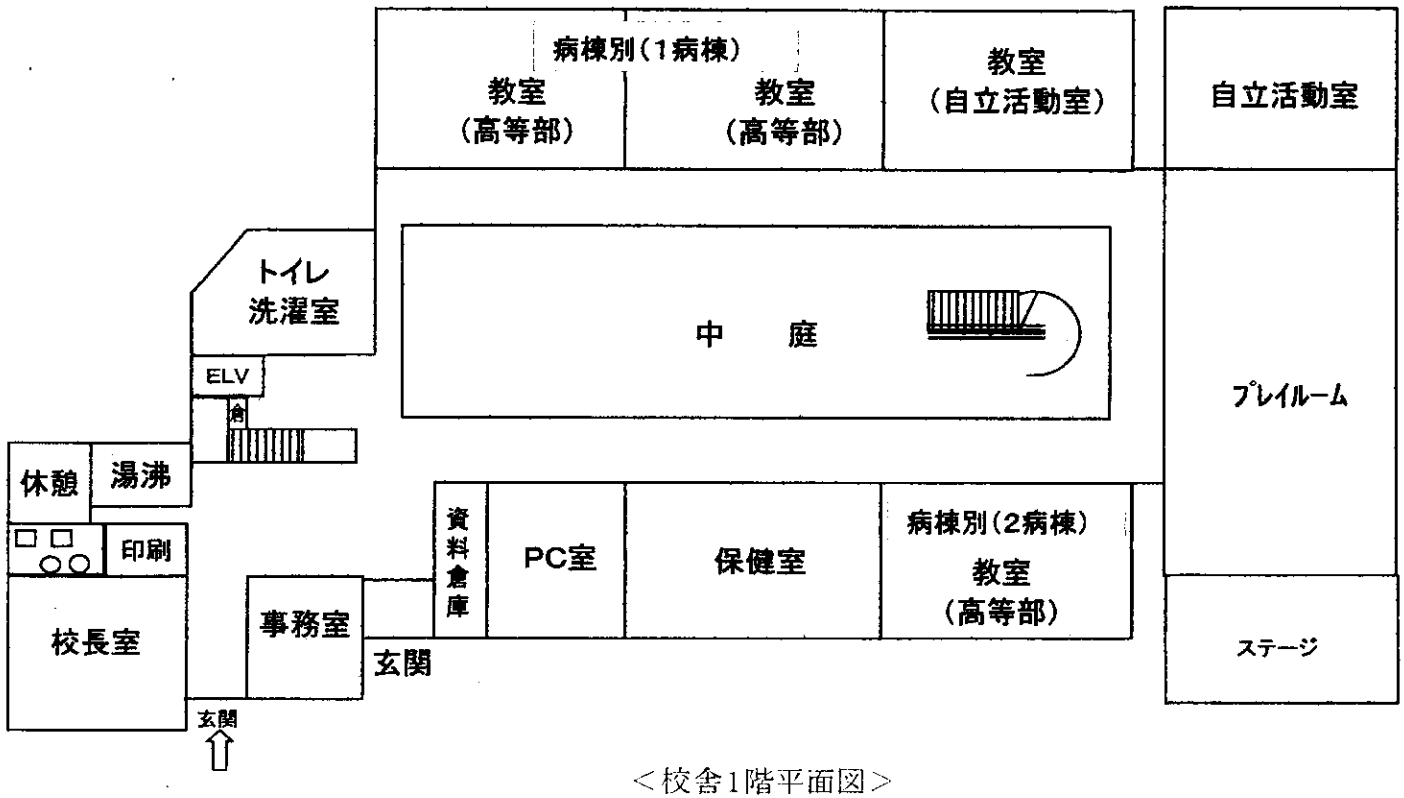 病棟別(1病棟)
教室
(高等部)
教室
(高等部)
教室
(自立活動室)
自立活動室
トイレ
洗濯室
中 庭
ELV
倉
プレイルーム
休憩
湯沸
印刷
資料倉庫
PC室
保健室
病棟別(2病棟)
教室
(高等部)
校長室
事務室
玄関
ステージ
玄関
＜校舎1階平面図＞